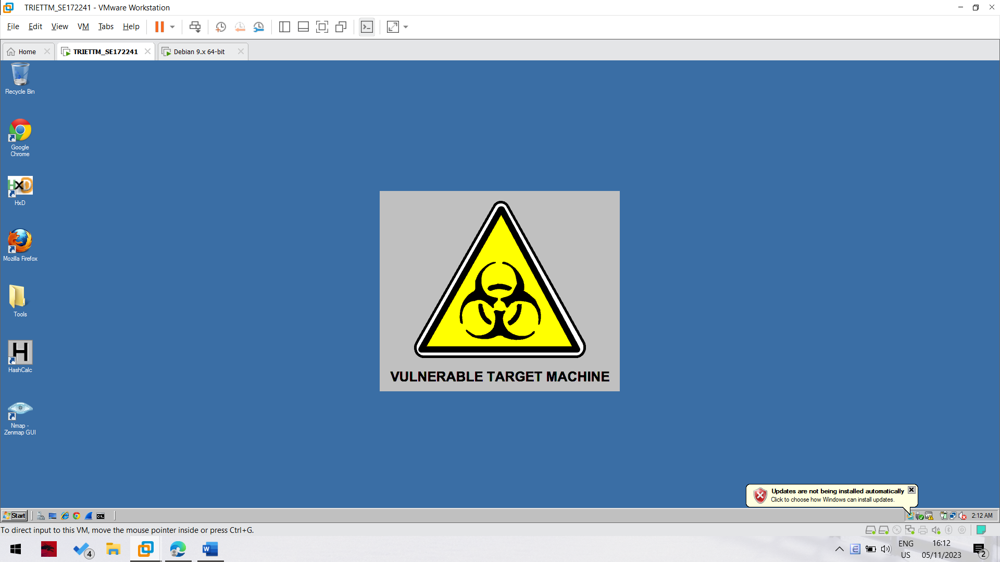 TRIETTM_SE172241 - VMware Workstation
File Edit View VM Tabs Help
Home
TRIETTM_SE172241
Debian 9.x 64-bit
Recycle Bin
Google
Chrome
HxD
HxD
Mozilla Firefox
Tools
H
HashCalc
Nmap -
Zenmap GUI
VULNERABLE TARGET MACHINE
Updates are not being installed automatically
Click to choose how Windows can install updates.
Start
2:12 AM
To direct input to this VM, move the mouse pointer inside or press Ctrl+G.
4
W
ENG
US
16:12
05/11/2023
2